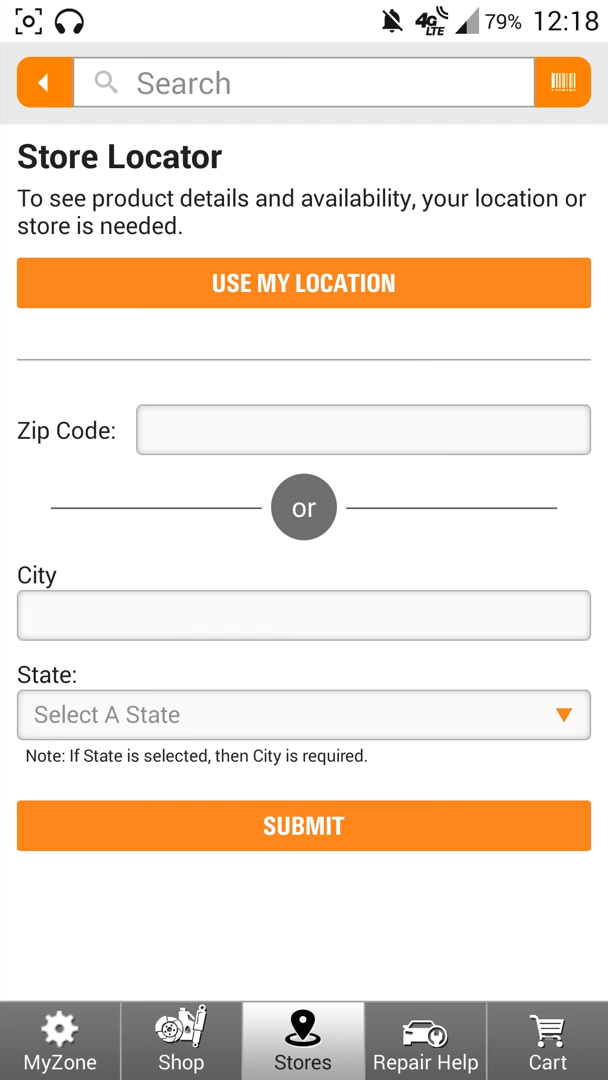 4G LTE 79% 12:18
Search
Store Locator
To see product details and availability, your location or
store is needed.
USE MY LOCATION
Zip Code:
or
City
State:
Select A State
Note: If State is selected, then City is required.
SUBMIT
MyZone Shop Stores Repair Help Cart